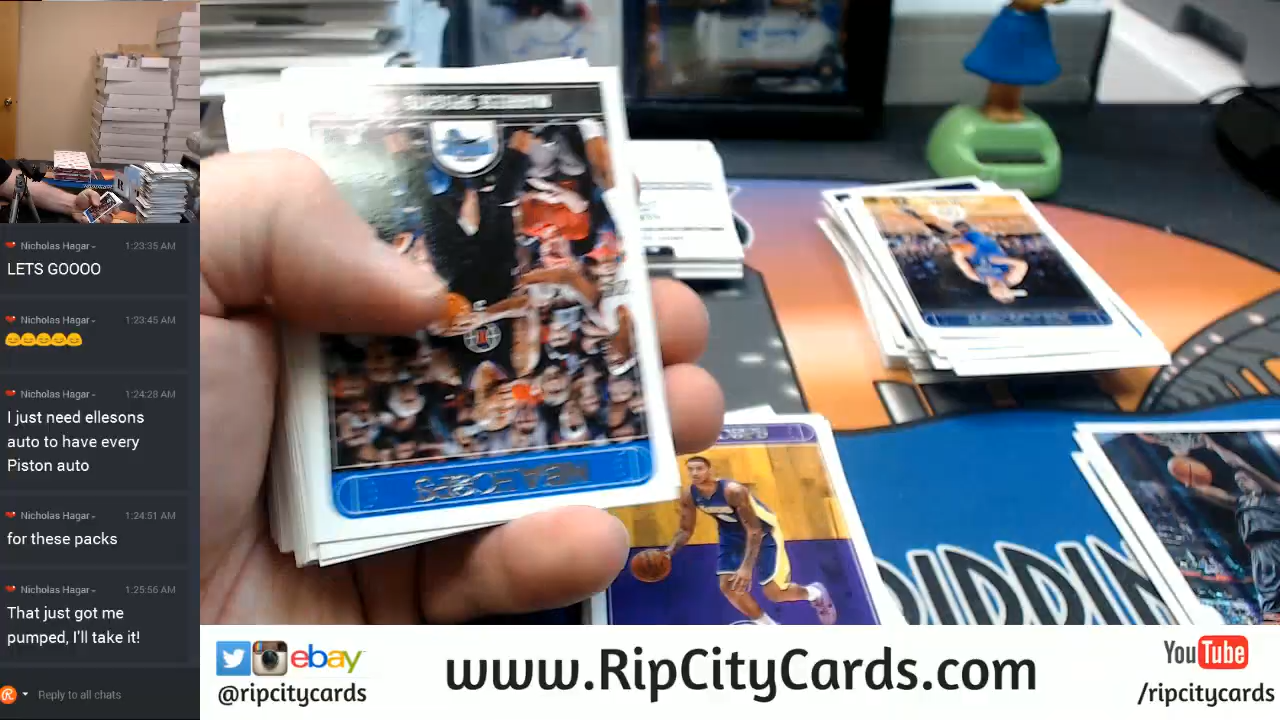 Nicholas Hagar 1:23:35 AM
LETS GOOOO
Nicholas Hagar 1:23:45 AM
Nicholas Hagar 1:24:28 AM
I just need ellesons
auto to have every
Piston auto
Nicholas Hagar 1:24:51 AM
for these packs
Nicholas Hagar 1:25:56 AM
That just got me
pumped, I'll take it!
Reply to all chats
NBA HOOPS
HOOPS
ebay
@ripcitycards
www.RipCityCards.com
YouTube
/ripcitycards